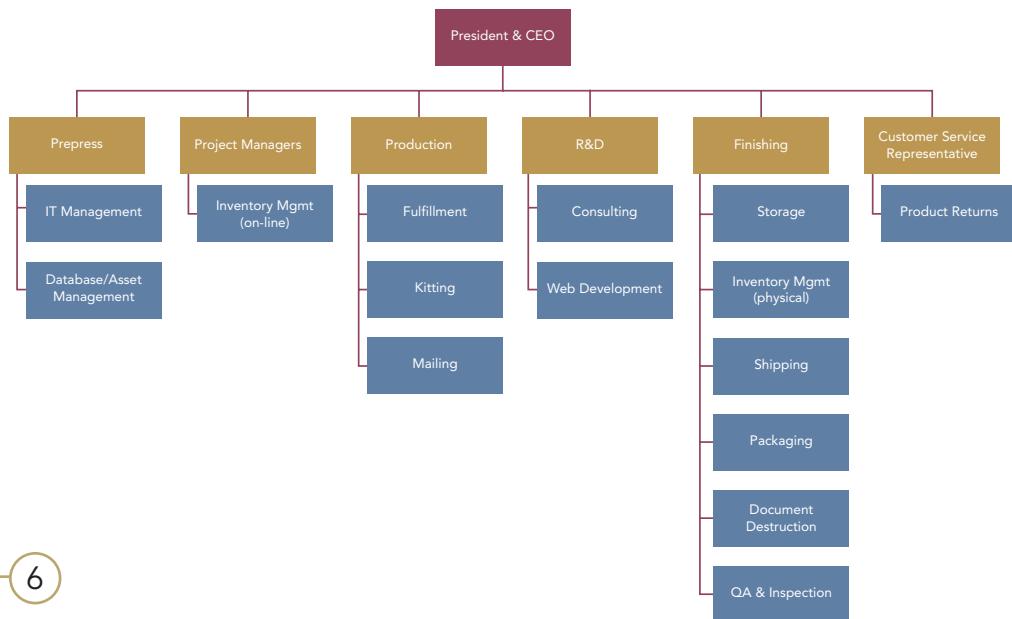 President & CEO
Prepress
Project Managers
Production
R&D
Finishing
Customer Service
Representative
IT Management
Database/Asset
Management
Inventory Mgmt
(on-line)
Fulfillment
Kitting
Mailing
Consulting
Web Development
Storage
Inventory Mgmt
(physical)
Shipping
Packaging
Document
Destruction
QA & Inspection
Product Returns
6